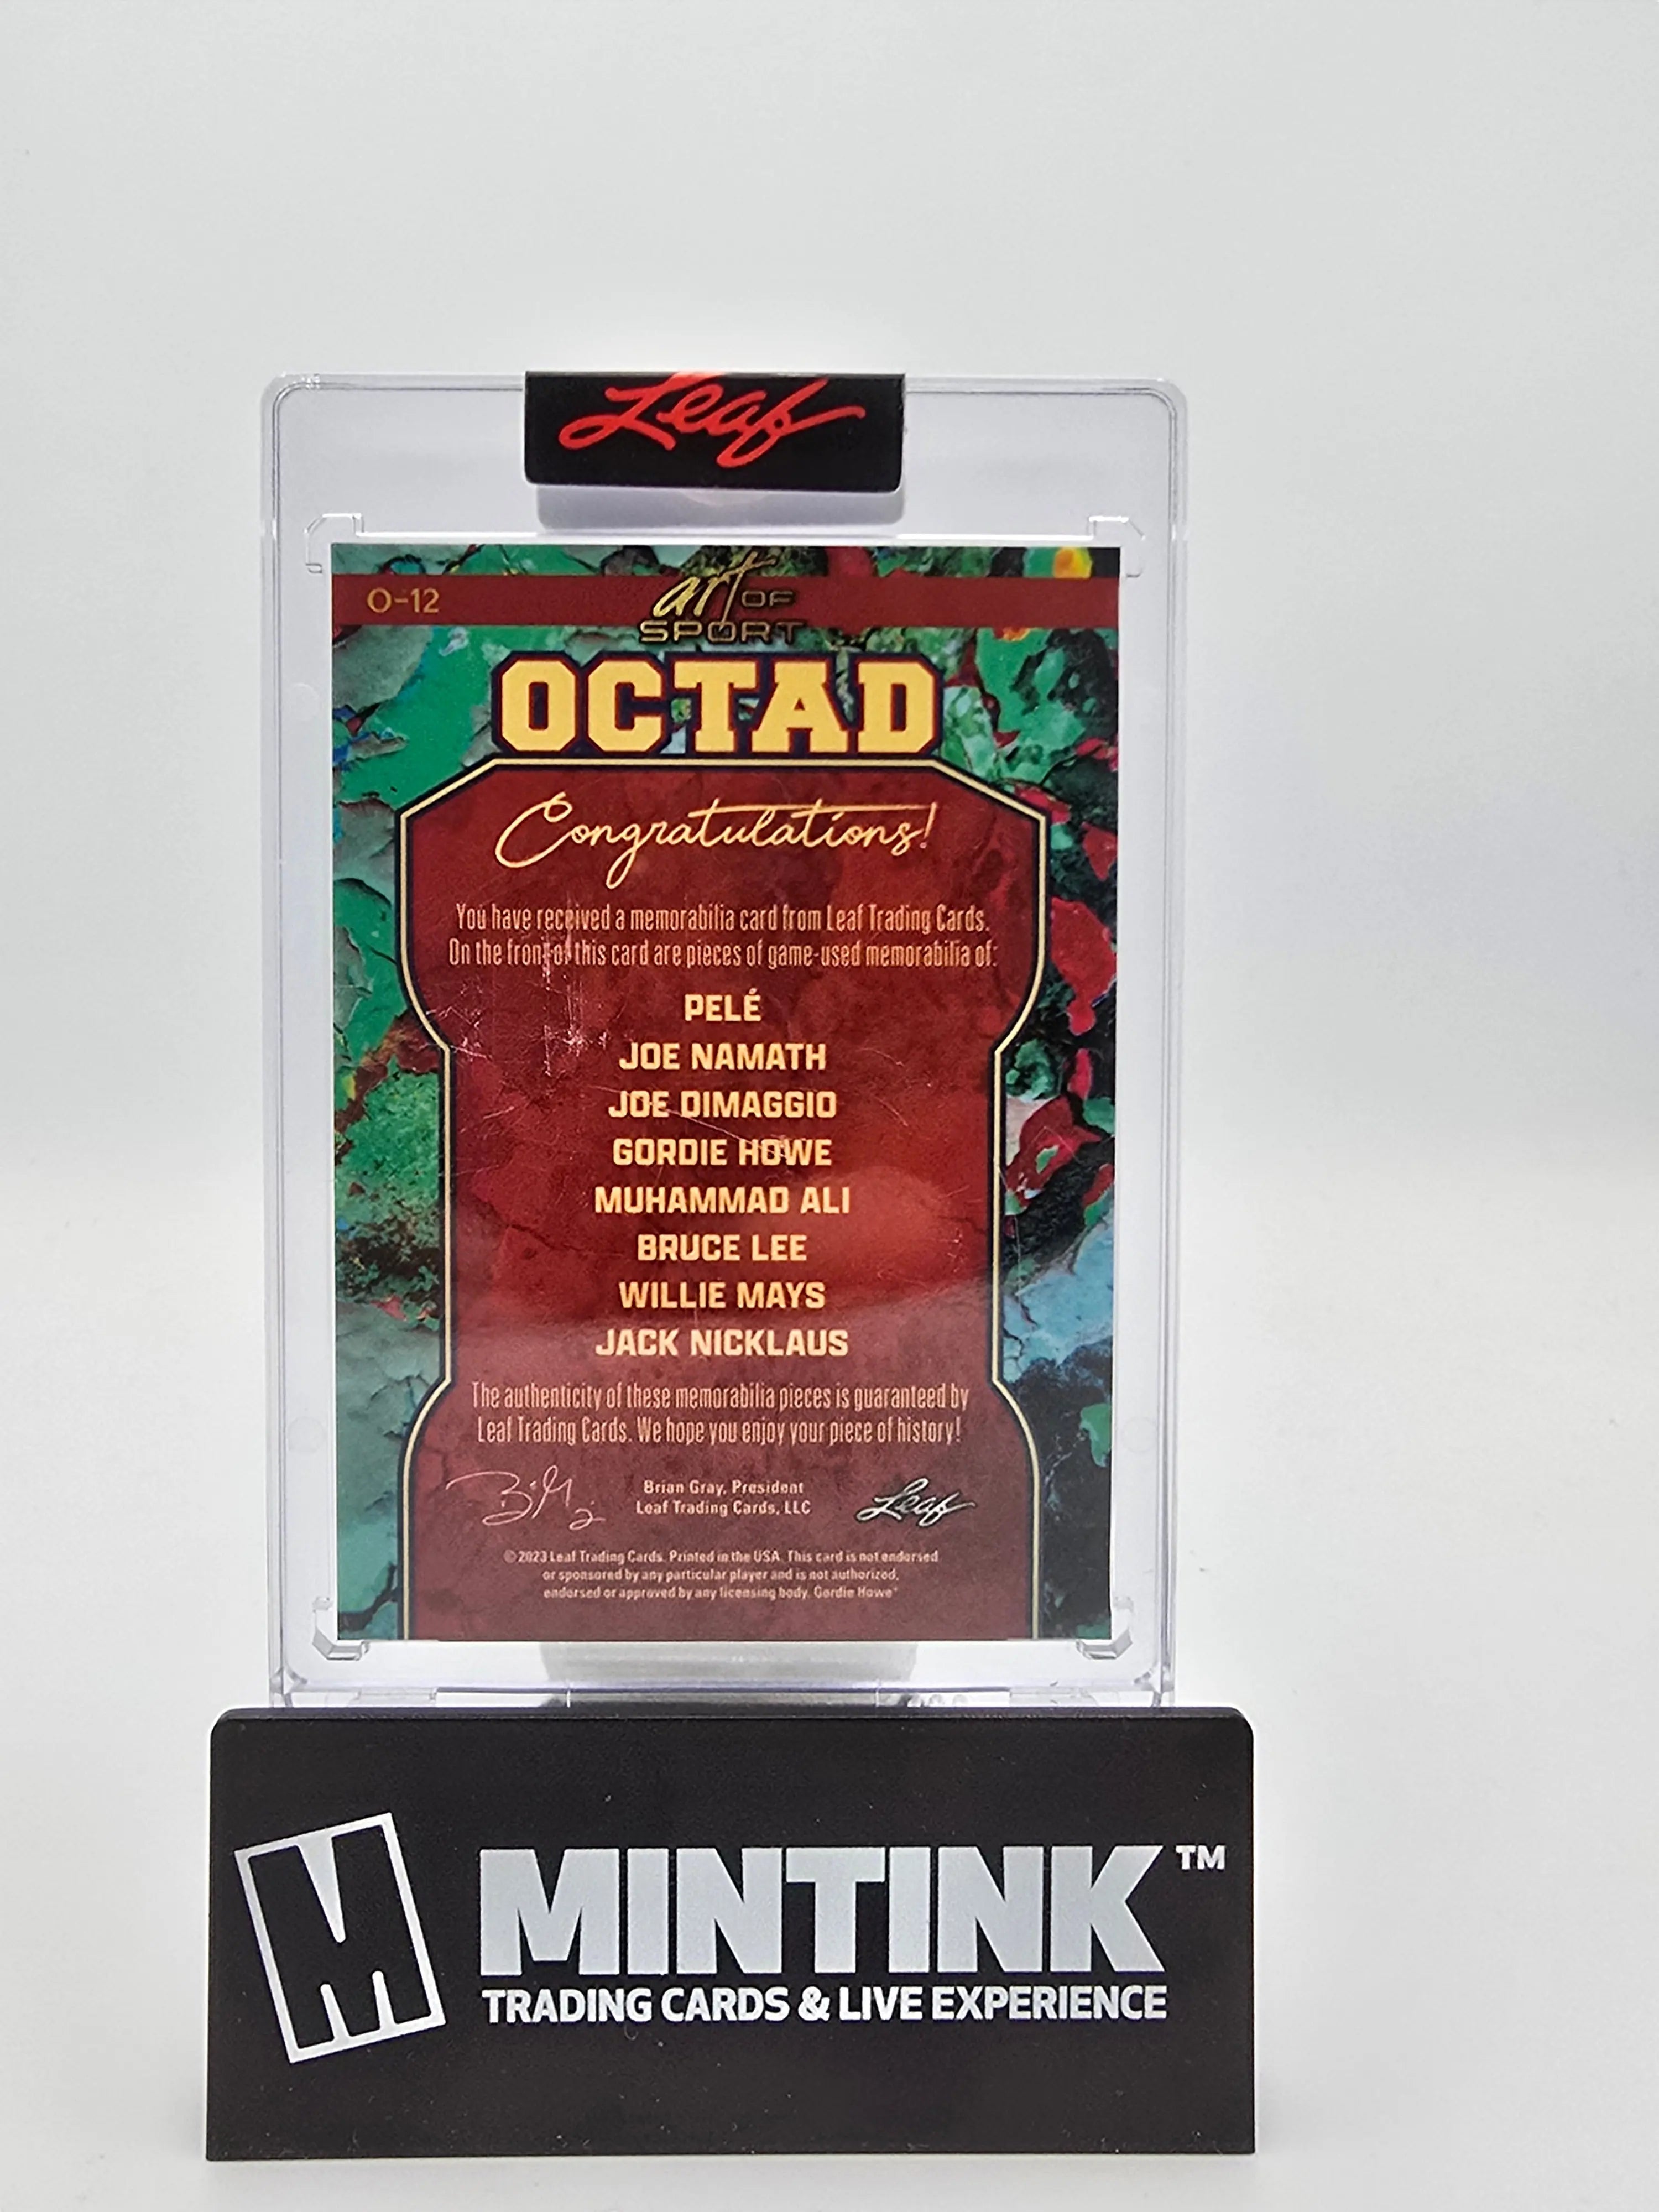 Leaf
O-12
art OF
SPORT
OCTAD
Congratulations!
You have received a memorabilia card from Leaf Trading Cards.
On the front of this card are pieces of game-used memorabilia of:
PELÉ
JOE NAMATH
JOE DIMAGGIO
GORDIE HOWE
MUHAMMAD ALI
BRUCE LEE
WILLIE MAYS
JACK NICKLAUS
The authenticity of these memorabilia pieces is guaranteed by
Leaf Trading Cards. We hope you enjoy your piece of history!
Brian Gray, President
Leaf Trading Cards, LLC
Leaf
© 2023 Leaf Trading Cards. Printed in the USA. This card is not endorsed
or sponsored by any particular player and is not authorized,
endorsed or approved by any licensing body. Gordie Howe®
M MINTINK™
TRADING CARDS & LIVE EXPERIENCE